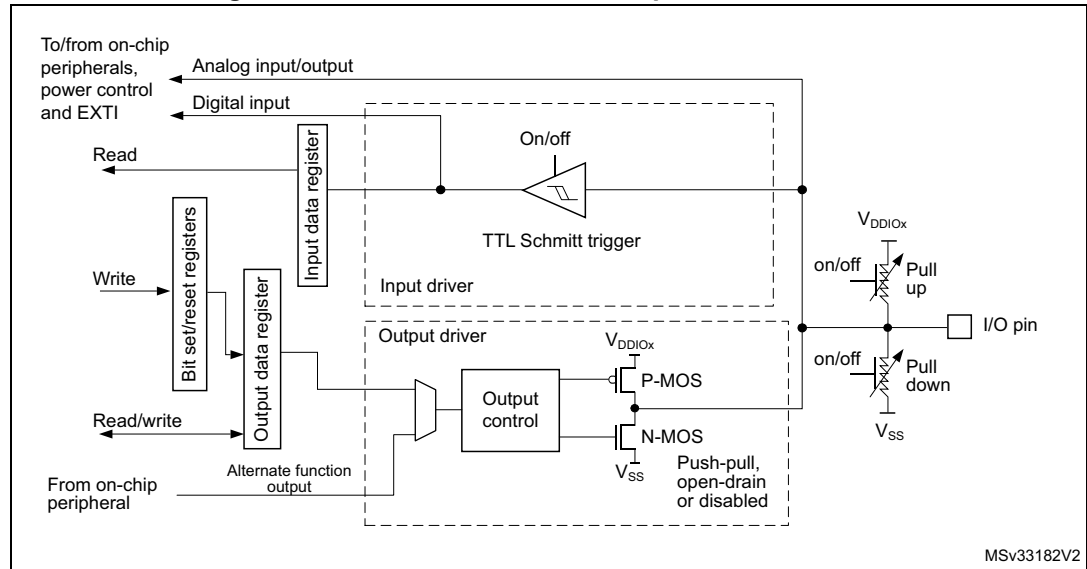 To/from on-chip
peripherals,
power control
and EXTI
Analog input/output
Digital input
Read
Write
Read/write
From on-chip
peripheral
Alternate function
output
Bit set/reset registers
Input data register
Output data register
On/off
TTL Schmitt trigger
Input driver
Output driver
Output
control
VDDIOx
P-MOS
N-MOS
VSS
Push-pull,
open-drain
or disabled
VDDIOx
on/off
Pull
up
I/O pin
on/off
Pull
down
VSS
MSv33182V2